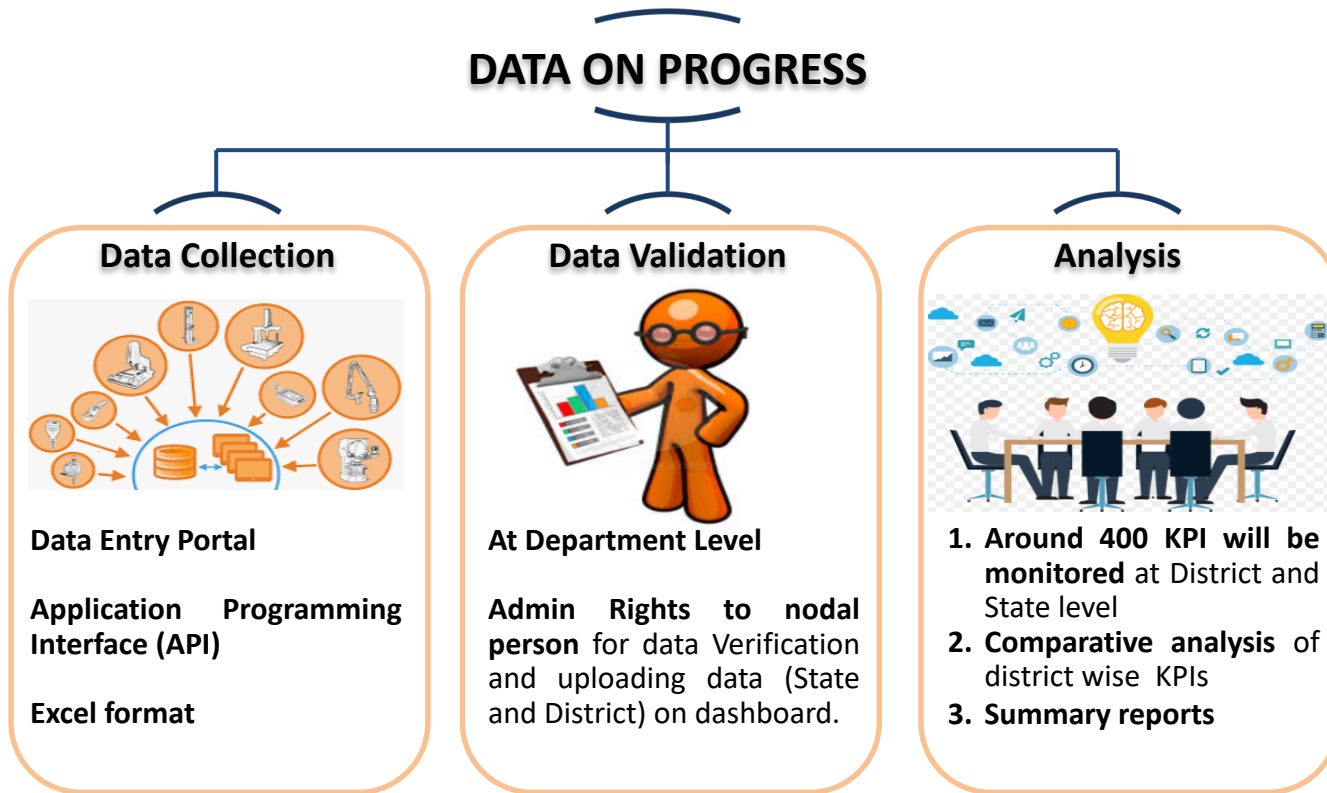 DATA ON PROGRESS
Data Collection
Data Entry Portal
Application Programming
Interface (API)
Excel format
Data Validation
At Department Level
Admin Rights to nodal
person for data Verification
and uploading data (State
and District) on dashboard.
Analysis
1. Around 400 KPI will be
monitored at District and
State level
2. Comparative analysis of
district wise KPIs
3. Summary reports